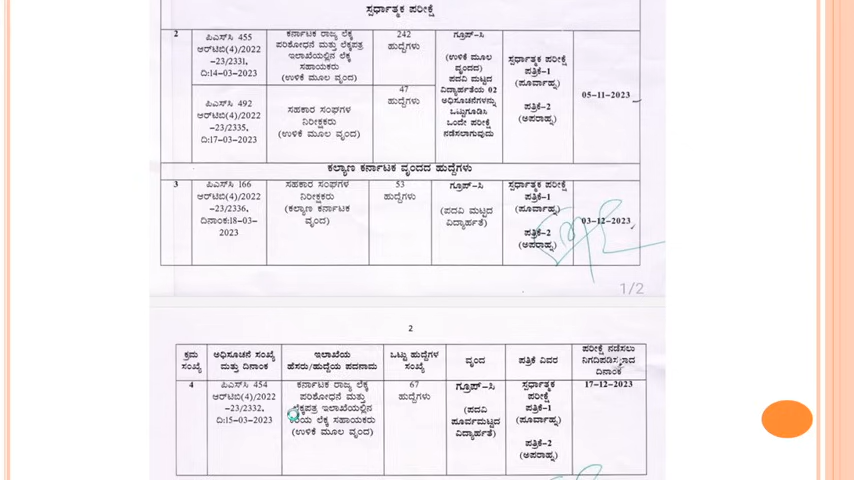 ಸ್ಪರ್ಧಾತ್ಮಕ ಪರೀಕ್ಷೆ
2
ಪಿಎಸ್‌ಸಿ 455
ಆರ್‌ಟಿಬಿ(4)/2022
-23/2331,
ದಿ:14-03-2023
ಕರ್ನಾಟಕ ರಾಜ್ಯ ಲೆಕ್ಕ
ಪರಿಶೋಧನೆ ಮತ್ತು ಲೆಕ್ಕಪತ್ರ
ಇಲಾಖೆಯಲ್ಲಿನ ಲೆಕ್ಕ
ಸಹಾಯಕರು
(ಉಳಿಕೆ ಮೂಲ ವೃಂದ)
242
ಹುದ್ದೆಗಳು
ಗ್ರೂಪ್-ಸಿ
(ಉಳಿಕೆ ಮೂಲ
ವೃಂದದ)
ಪದವಿ ಮಟ್ಟದ
ವಿದ್ಯಾರ್ಹತೆಯ 02
ಅಧಿಸೂಚನೆಗಳನ್ನು
ಒಟ್ಟುಗೂಡಿಸಿ
ಒಂದೇ ಪರೀಕ್ಷೆ
ನಡೆಸಲಾಗುವುದು
ಸ್ಪರ್ಧಾತ್ಮಕ ಪರೀಕ್ಷೆ
ಪತ್ರಿಕೆ-1
(ಪೂರ್ವಾಹ್ನ)
ಪತ್ರಿಕೆ-2
(ಅಪರಾಹ್ನ)
05-11-2023
ಪಿಎಸ್‌ಸಿ 492
ಆರ್‌ಟಿಬಿ(4)/2022
-23/2335,
ದಿ:17-03-2023
ಸಹಕಾರ ಸಂಘಗಳ
ನಿರೀಕ್ಷಕರು
(ಉಳಿಕೆ ಮೂಲ ವೃಂದ)
47
ಹುದ್ದೆಗಳು
ಕಲ್ಯಾಣ ಕರ್ನಾಟಕ ವೃಂದದ ಹುದ್ದೆಗಳು
3
ಪಿಎಸ್‌ಸಿ 166
ಆರ್‌ಟಿಬಿ(4)/2022
-23/2336,
ದಿನಾಂಕ:18-03-
2023
ಸಹಕಾರ ಸಂಘಗಳ
ನಿರೀಕ್ಷಕರು
(ಕಲ್ಯಾಣ ಕರ್ನಾಟಕ
ವೃಂದ)
53
ಹುದ್ದೆಗಳು
ಗ್ರೂಪ್-ಸಿ
(ಪದವಿ ಮಟ್ಟದ
ವಿದ್ಯಾರ್ಹತೆ)
ಸ್ಪರ್ಧಾತ್ಮಕ ಪರೀಕ್ಷೆ
ಪತ್ರಿಕೆ-1
(ಪೂರ್ವಾಹ್ನ)
ಪತ್ರಿಕೆ-2
(ಅಪರಾಹ್ನ)
03-12-2023
1/2
2
ಕ್ರಮ
ಸಂಖ್ಯೆ
ಅಧಿಸೂಚನೆ ಸಂಖ್ಯೆ
ಮತ್ತು ದಿನಾಂಕ
ಇಲಾಖೆಯ
ಹೆಸರು/ಹುದ್ದೆಯ ಪದನಾಮ
ಒಟ್ಟು ಹುದ್ದೆಗಳ
ಸಂಖ್ಯೆ
ವೃಂದ
ಪತ್ರಿಕೆ ವಿವರ
ಪರೀಕ್ಷೆ ನಡೆಸಲು
ನಿಗದಿಪಡಿಸಲಾದ
ದಿನಾಂಕ
4
ಪಿಎಸ್‌ಸಿ 454
ಆರ್‌ಟಿಬಿ(4)/2022
-23/2332,
ದಿ:15-03-2023
ಕರ್ನಾಟಕ ರಾಜ್ಯ ಲೆಕ್ಕ
ಪರಿಶೋಧನೆ ಮತ್ತು
ಲೆಕ್ಕಪತ್ರ ಇಲಾಖೆಯಲ್ಲಿನ
ಕಿರಿಯ ಲೆಕ್ಕ ಸಹಾಯಕರು
(ಉಳಿಕೆ ಮೂಲ ವೃಂದ)
67
ಹುದ್ದೆಗಳು
ಗ್ರೂಪ್-ಸಿ
(ಪದವಿ
ಪೂರ್ವಮಟ್ಟದ
ವಿದ್ಯಾರ್ಹತೆ)
ಸ್ಪರ್ಧಾತ್ಮಕ
ಪರೀಕ್ಷೆ
ಪತ್ರಿಕೆ-1
(ಪೂರ್ವಾಹ್ನ)
ಪತ್ರಿಕೆ-2
(ಅಪರಾಹ್ನ)
17-12-2023